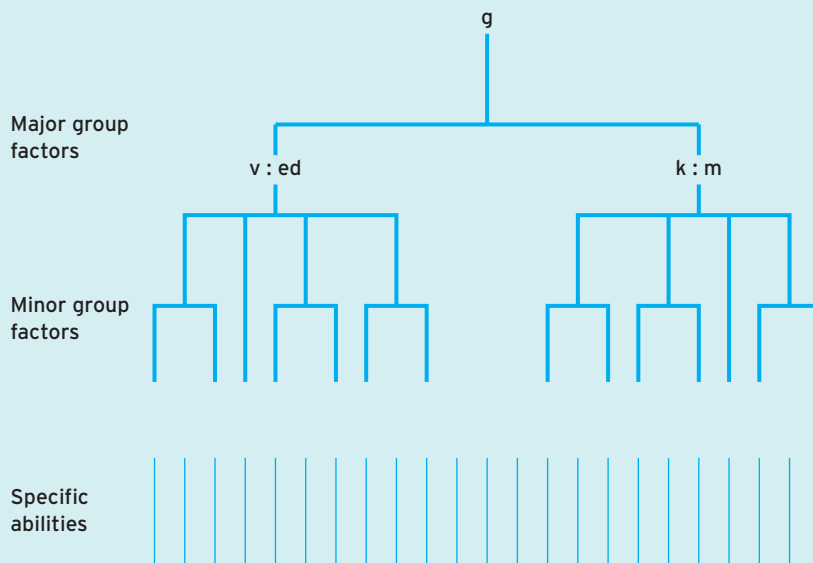 g
Major group
factors
v : ed
k : m
Minor group
factors
Specific
abilities